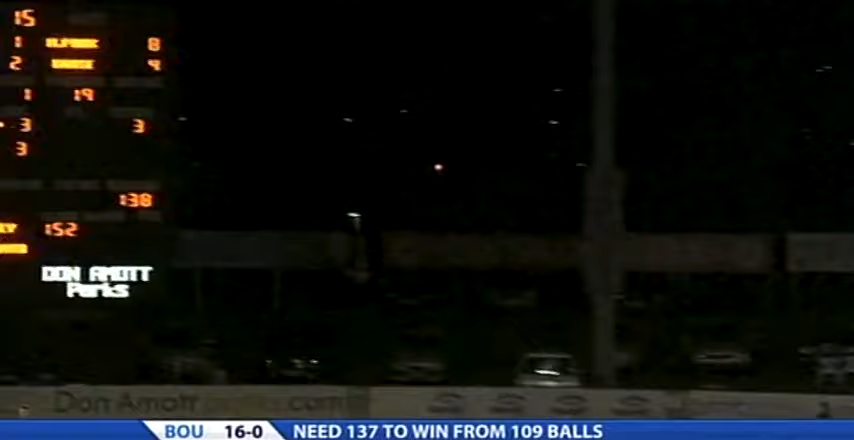 15
1 8
2 4
1 19
3 3
3
138
152
DON AMOTT
Parks
Don Amott .com
BOU 16-0 NEED 137 TO WIN FROM 109 BALLS